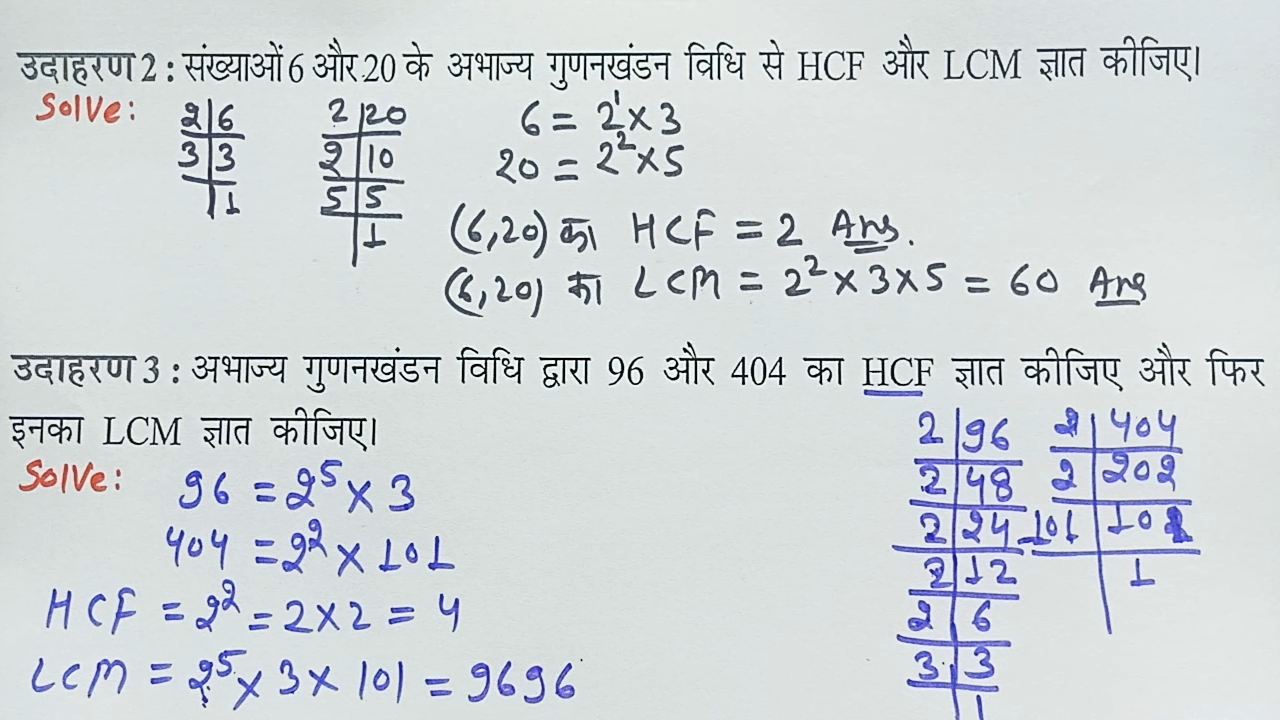 उदाहरण 2 : संख्याओं 6 और 20 के अभाज्य गुणनखंडन विधि से HCF और LCM ज्ञात कीजिए।
Solve:
2|6
3|3
|1
2|20
2|10
5|5
|1
6 = 2¹ × 3
20 = 2² × 5
(6,20) का HCF = 2 Ans.
(6,20) का LCM = 2² × 3 × 5 = 60 Ans
उदाहरण 3 : अभाज्य गुणनखंडन विधि द्वारा 96 और 404 का HCF ज्ञात कीजिए और फिर
इनका LCM ज्ञात कीजिए।
Solve:
96 = 2⁵ × 3
404 = 2² × 101
HCF = 2² = 2 × 2 = 4
LCM = 2⁵ × 3 × 101 = 9696
2|96
2|48
2|24
2|12
2|6
3|3
|1
2|404
2|202
101|101
|1